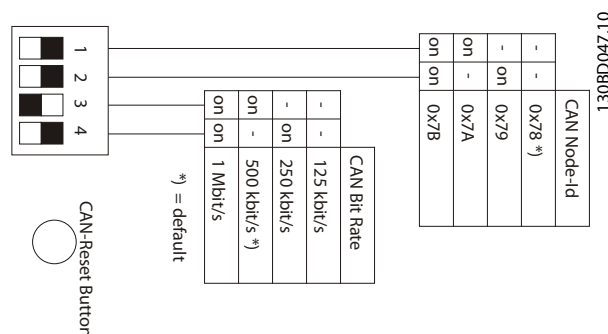 130BD047.10
CAN Node-Id
- - 0x78 *)
- on 0x79
on - 0x7A
on on 0x7B
CAN Bit Rate
- - 125 kbit/s
- on 250 kbit/s
on - 500 kbit/s *)
on on 1 Mbit/s
*) = default
1 2 3 4
CAN-Reset Button